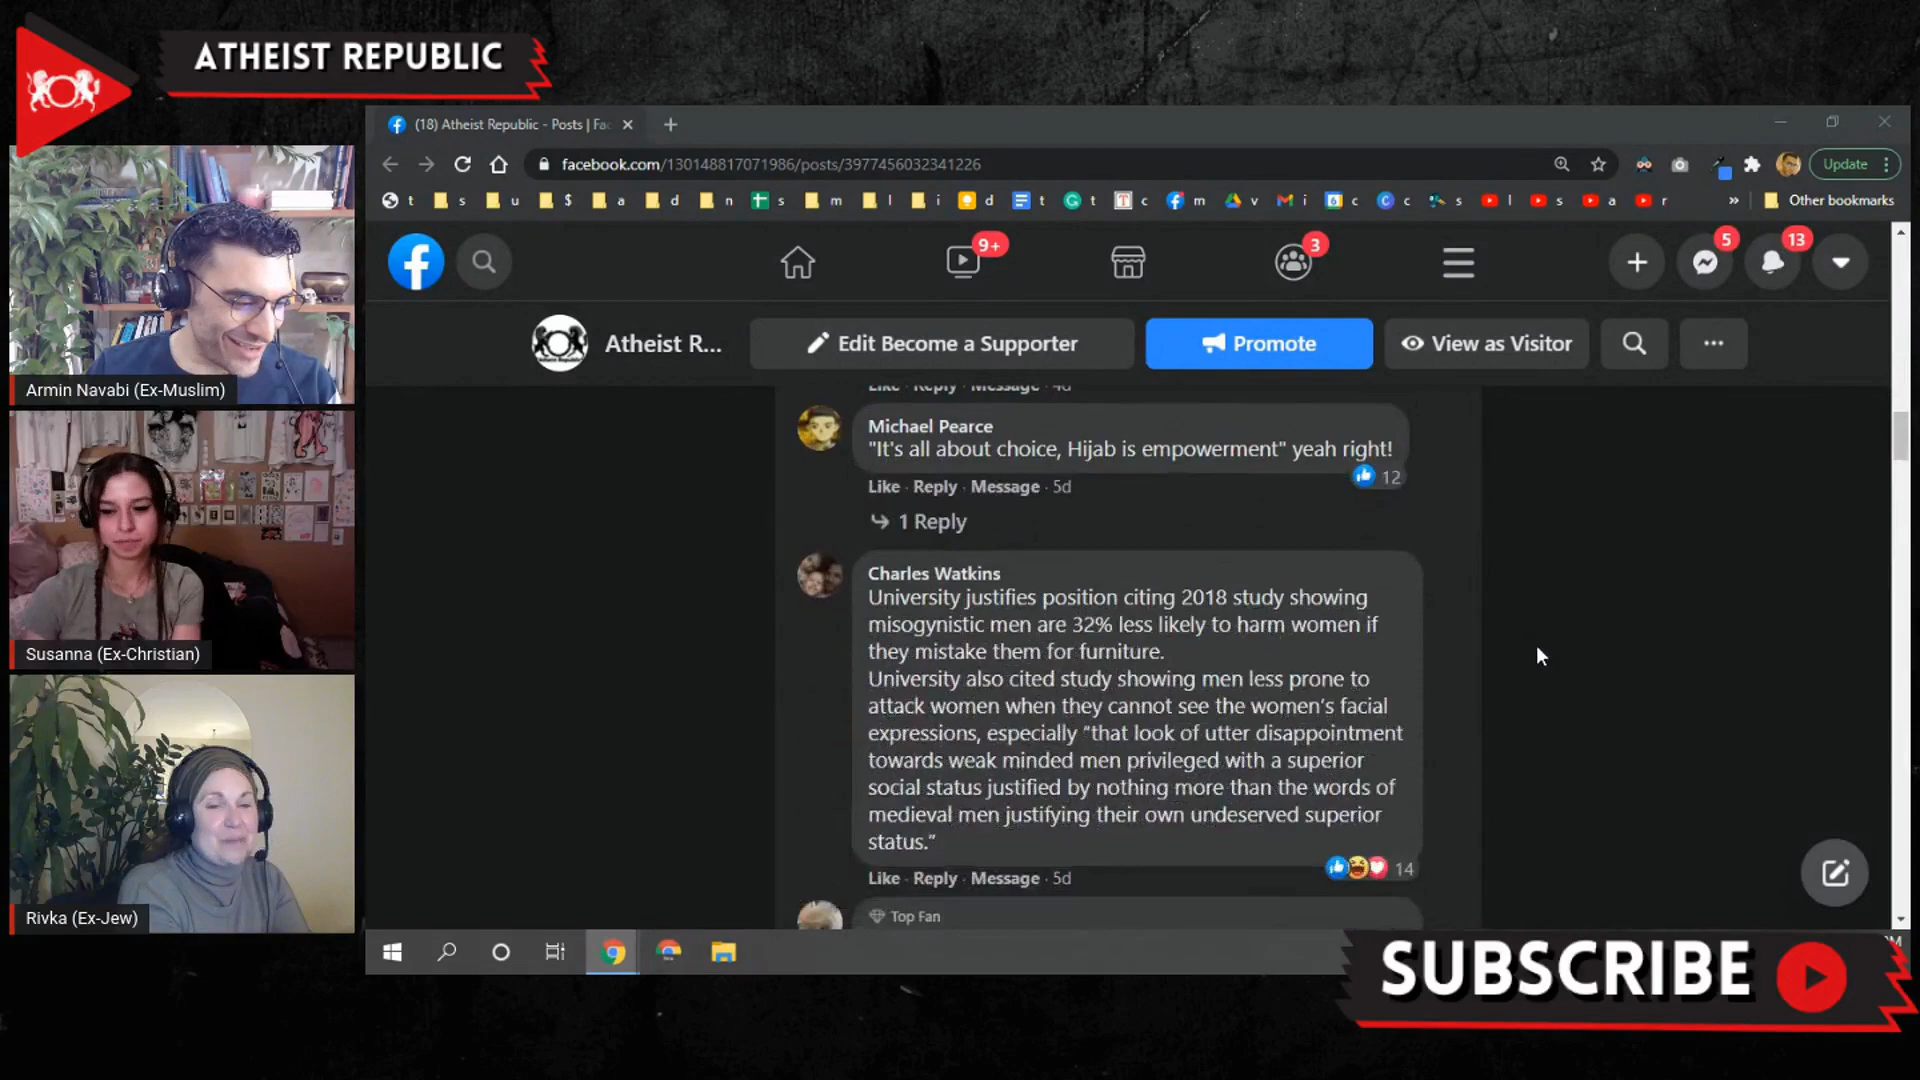 ATHEIST REPUBLIC
(18) Atheist Republic - Posts | Fac
facebook.com/130148817071986/posts/3977456032341226
Update
t s u $ a d n s m l i d t t c m v i c c s l s a r » Other bookmarks
9+ 3 5 13
Atheist R... Edit Become a Supporter Promote View as Visitor
Like · Reply · Message · 4d
Michael Pearce
"It's all about choice, Hijab is empowerment" yeah right!
12
Like · Reply · Message · 5d
1 Reply
Charles Watkins
University justifies position citing 2018 study showing
misogynistic men are 32% less likely to harm women if
they mistake them for furniture.
University also cited study showing men less prone to
attack women when they cannot see the women’s facial
expressions, especially “that look of utter disappointment
towards weak minded men privileged with a superior
social status justified by nothing more than the words of
medieval men justifying their own undeserved superior
status.”
14
Like · Reply · Message · 5d
Top Fan
Armin Navabi (Ex-Muslim)
Susanna (Ex-Christian)
Rivka (Ex-Jew)
SUBSCRIBE